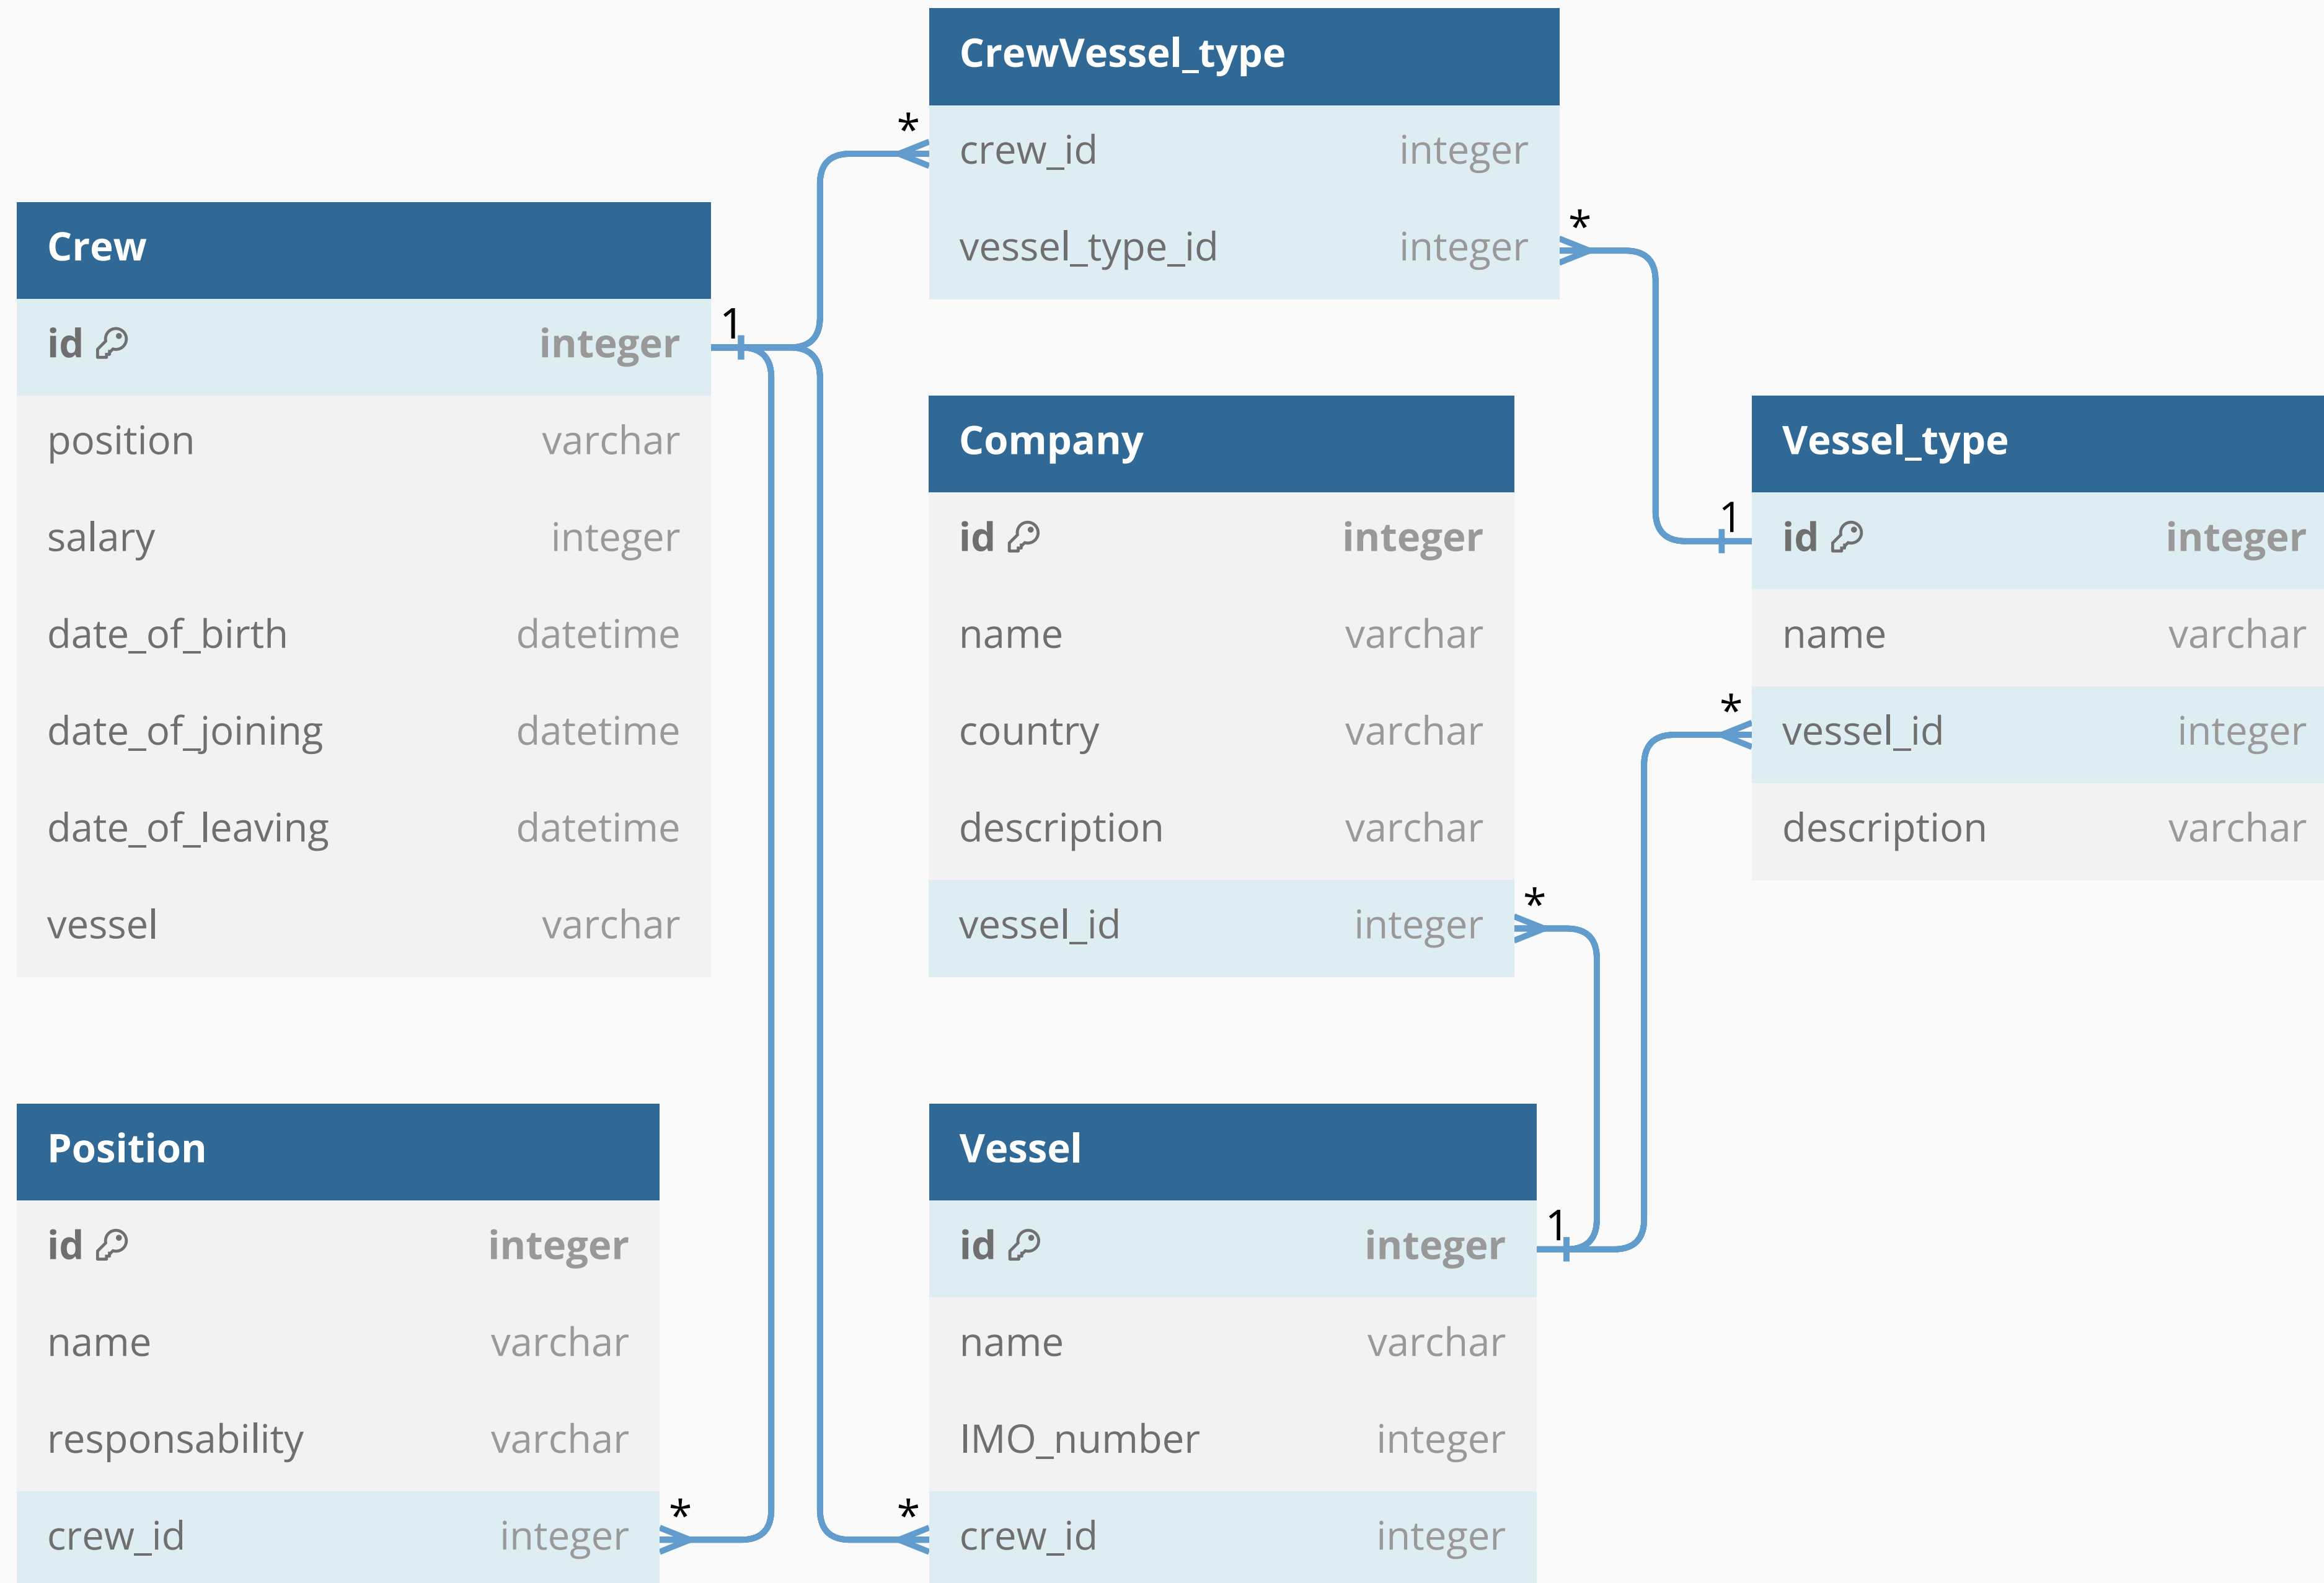 CrewVessel_type
*
crew_id integer
*
vessel_type_id integer
Crew
1
id integer
position varchar
salary integer
date_of_birth datetime
date_of_joining datetime
date_of_leaving datetime
vessel varchar
Company
id integer
name varchar
country varchar
description varchar
*
vessel_id integer
Vessel_type
1
id integer
name varchar
*
vessel_id integer
description varchar
Position
id integer
name varchar
responsability varchar
*
crew_id integer
Vessel
1
id integer
name varchar
IMO_number integer
*
crew_id integer